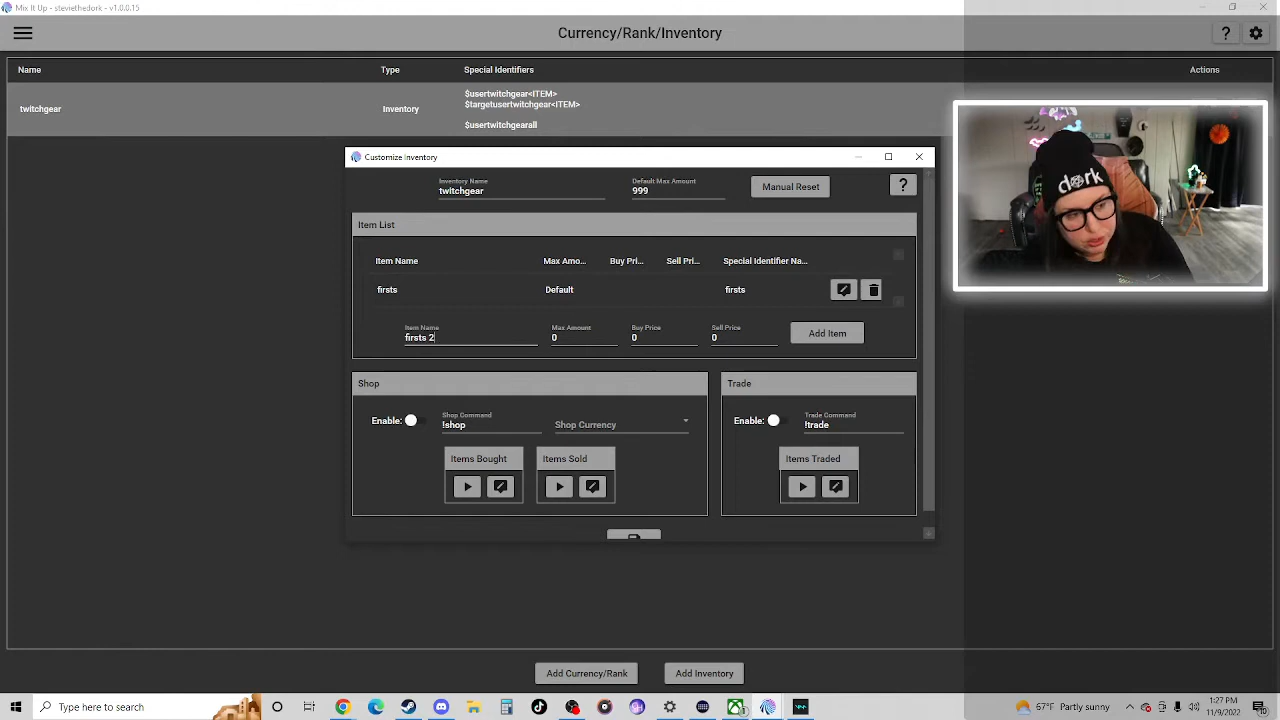 Mix It Up - steviethedork - v1.0.0.15
Currency/Rank/Inventory
?
Name Type Special Identifiers Actions
twitchgear Inventory
$usertwitchgear<ITEM>
$targetusertwitchgear<ITEM>
$usertwitchgearall
Customize Inventory
Inventory Name
twitchgear
Default Max Amount
999
Manual Reset
?
Item List
Item Name Max Amo... Buy Pri... Sell Pri... Special Identifier Na...
firsts Default firsts
Item Name Max Amount Buy Price Sell Price
firsts 2 0 0 0 Add Item
Shop
Enable:
Shop Command
!shop
Shop Currency
Items Bought Items Sold
Trade
Enable:
Trade Command
!trade
Items Traded
dork
Add Currency/Rank Add Inventory
Type here to search
67°F Partly sunny
1:27 PM
11/9/2022